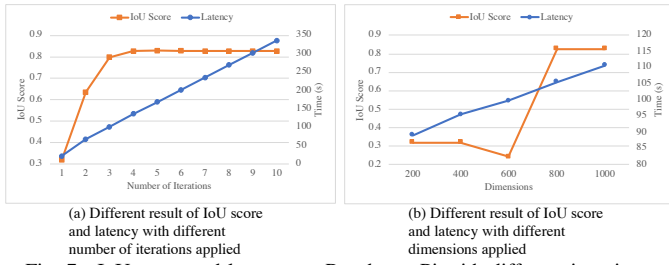 IoU Score Latency
0.9 0.8 0.7 0.6 0.5 0.4 0.3
IoU Score
350 300 250 200 150 100 50 0
Time (s)
1 2 3 4 5 6 7 8 9 10
Number of Iterations
(a) Different result of IoU score
and latency with different
number of iterations applied
IoU Score Latency
0.9 0.8 0.7 0.6 0.5 0.4 0.3 0.2
IoU Score
120 115 110 105 100 95 90 85 80
Time (s)
200 400 600 800 1000
Dimensions
(b) Different result of IoU score
and latency with different
dimensions applied